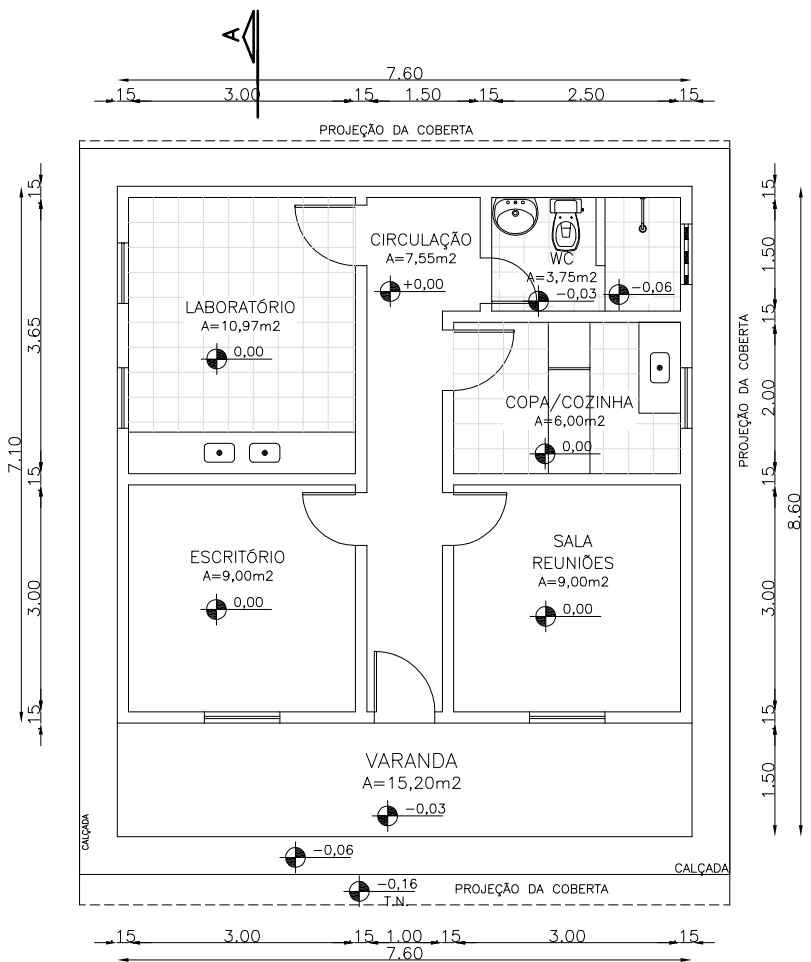 A
7.60
15 3.00 15 1.50 15 2.50 15
PROJEÇÃO DA COBERTA
15
3.65
15
3.00
15
7.10
15
1.50
15
2.00
15
3.00
15
1.50
8.60
PROJEÇÃO DA COBERTA
CIRCULAÇÃO
A=7,55m2
+0,00
WC
A=3,75m2
-0,03
-0,06
LABORATÓRIO
A=10,97m2
0,00
COPA/COZINHA
A=6,00m2
0,00
ESCRITÓRIO
A=9,00m2
0,00
SALA
REUNIÕES
A=9,00m2
0,00
VARANDA
A=15,20m2
-0,03
CALÇADA
-0,06
CALÇADA
-0,16
T.N.
PROJEÇÃO DA COBERTA
15 3.00 15 1.00 15 3.00 15
7.60